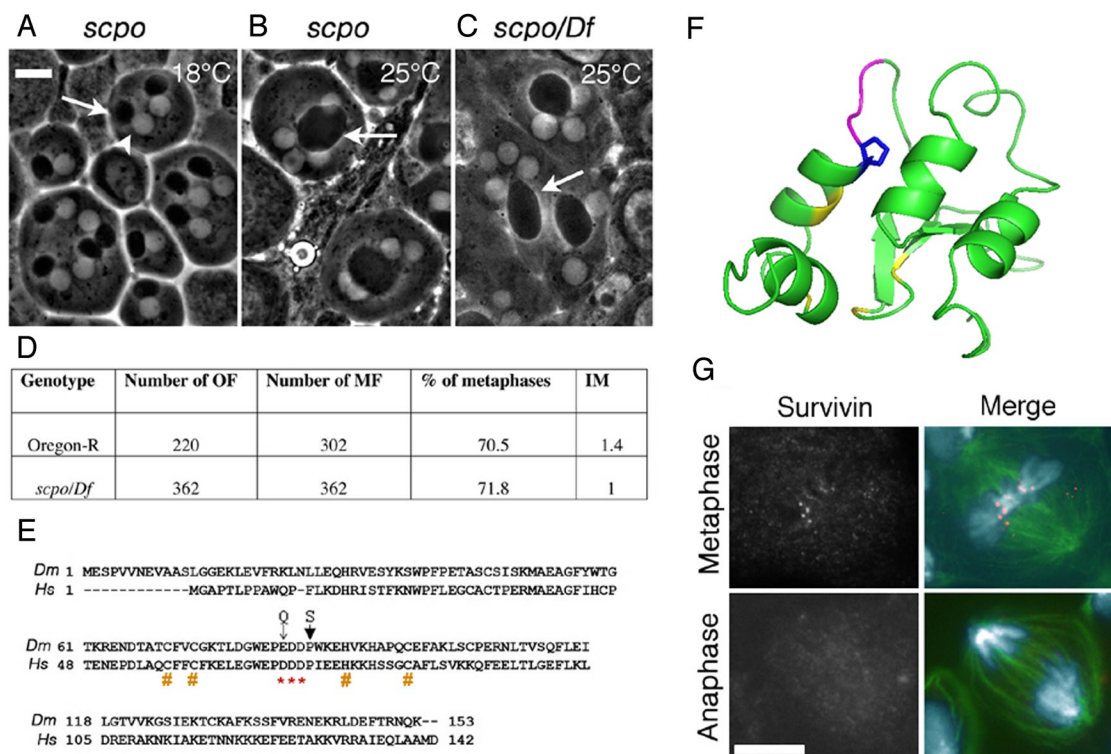 A scpo 18°C
B scpo 25°C
C scpo/Df 25°C
D
Genotype Number of OF Number of MF % of metaphases IM
Oregon-R 220 302 70.5 1.4
scpo/Df 362 362 71.8 1
E
Dm 1 MESPVVNEVAASLGGEKLEVFRKLNLLEQHRVESYKSWPFPETASCSISKMAEAGFYWTG
Hs 1 ------------MGAPTLPPAWQP-FLKDHRISTFKNWPFLEGCACTPERMAEAGFIHCP
Q S
Dm 61 TKRENDTATCFVCGKTLDGWEPEDDPWKEHVKHAPQCEFAKLSCPERNLTVSQFLEI
Hs 48 TENEPDLAQCFFCFKELEGWEPDDDPIEEHKKHSSGCAFLSVKKQFEELTLGEFLKL
# # *** # #
Dm 118 LGTVVKGSIEKTCKAFKSSFVRENEKRLDEFTRNQK-- 153
Hs 105 DRERAKNKIAKETNNKKKEFEETAKKVRRAIEQLAAMD 142
F
G
Survivin Merge
Metaphase
Anaphase